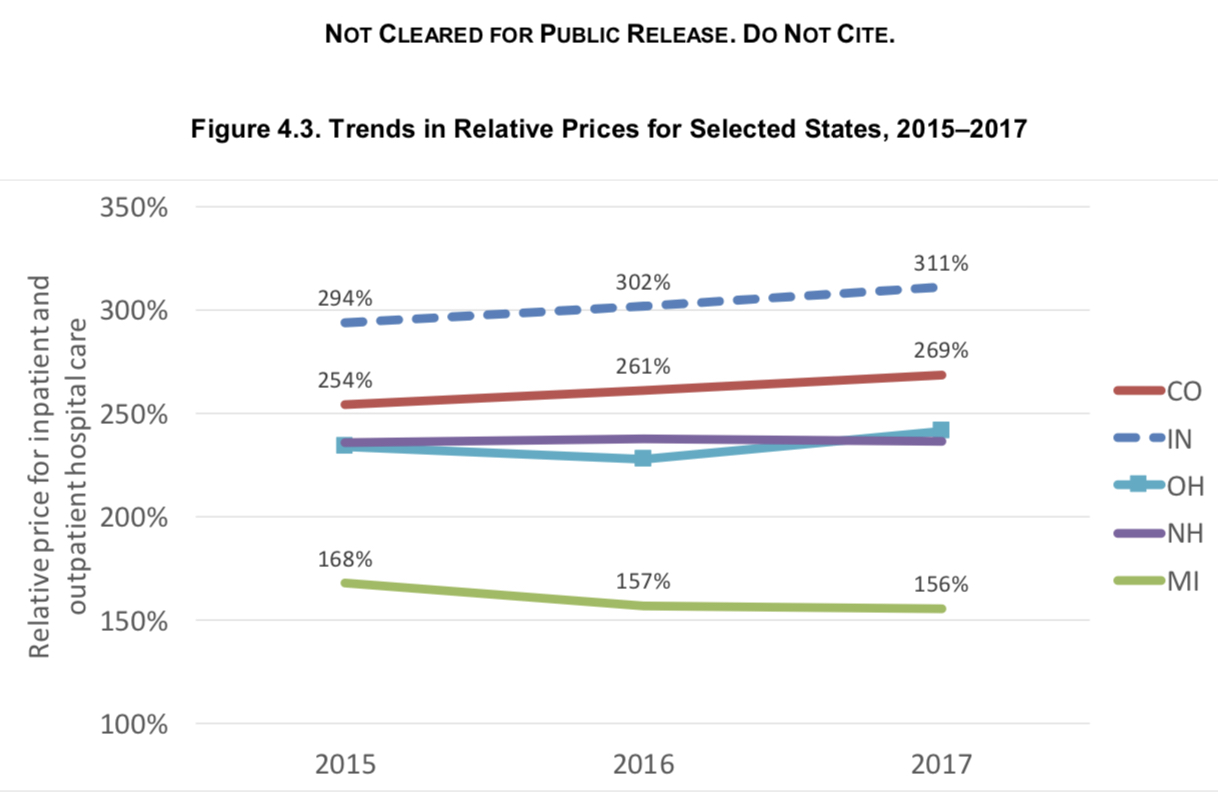 NOT CLEARED FOR PUBLIC RELEASE. DO NOT CITE.
Figure 4.3. Trends in Relative Prices for Selected States, 2015–2017
Relative price for inpatient and
outpatient hospital care
350%
300%
250%
200%
150%
100%
294%
302%
311%
254%
261%
269%
168%
157%
156%
2015
2016
2017
CO
IN
OH
NH
MI